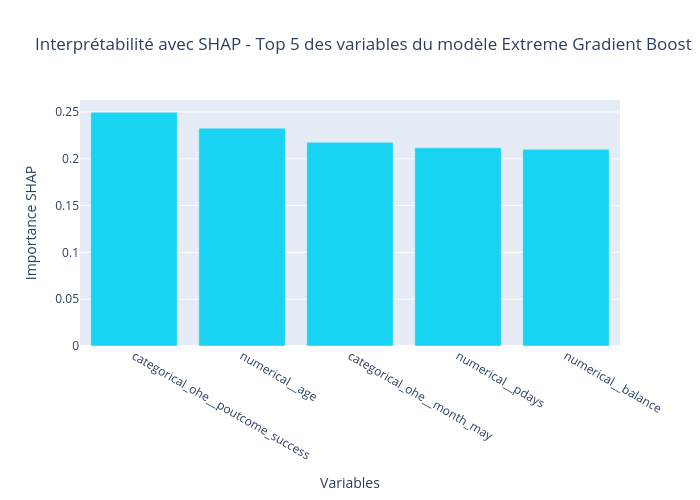 Interprétabilité avec SHAP - Top 5 des variables du modèle Extreme Gradient Boost
Importance SHAP
0.25
0.2
0.15
0.1
0.05
0
categorical_ohe__poutcome_success
numerical__age
categorical_ohe__month_may
numerical__pdays
numerical__balance
Variables